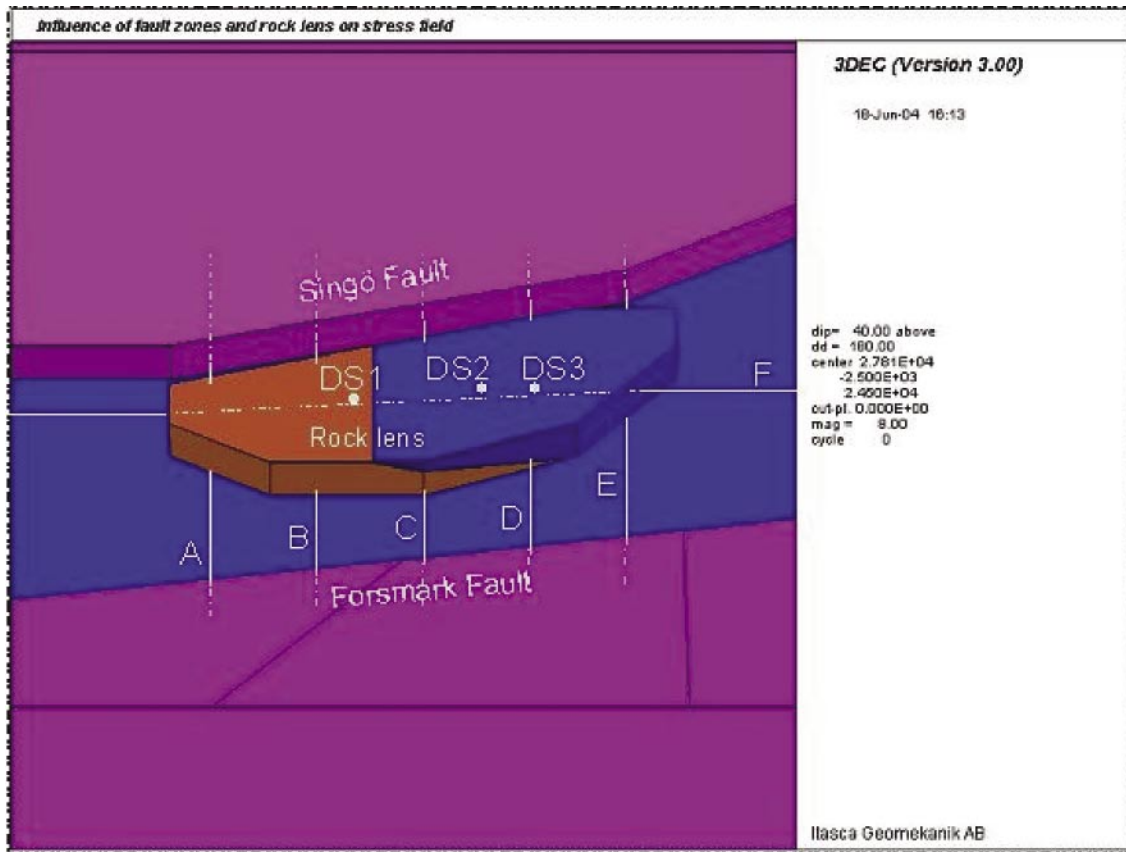 Influence of fault zones and rock lens on stress field
3DEC (Version 3.00)
18-Jun-04 16:13
Singö Fault
dip= 40.00 above
dd = 180.00
center 2.781E+04
-2.500E+03
2.450E+04
cut-pl. 0.000E+00
mag = 8.00
cycle 0
DS1
DS2
DS3
F
Rock lens
A
B
C
D
E
Forsmark Fault
Itasca Geomekanik AB